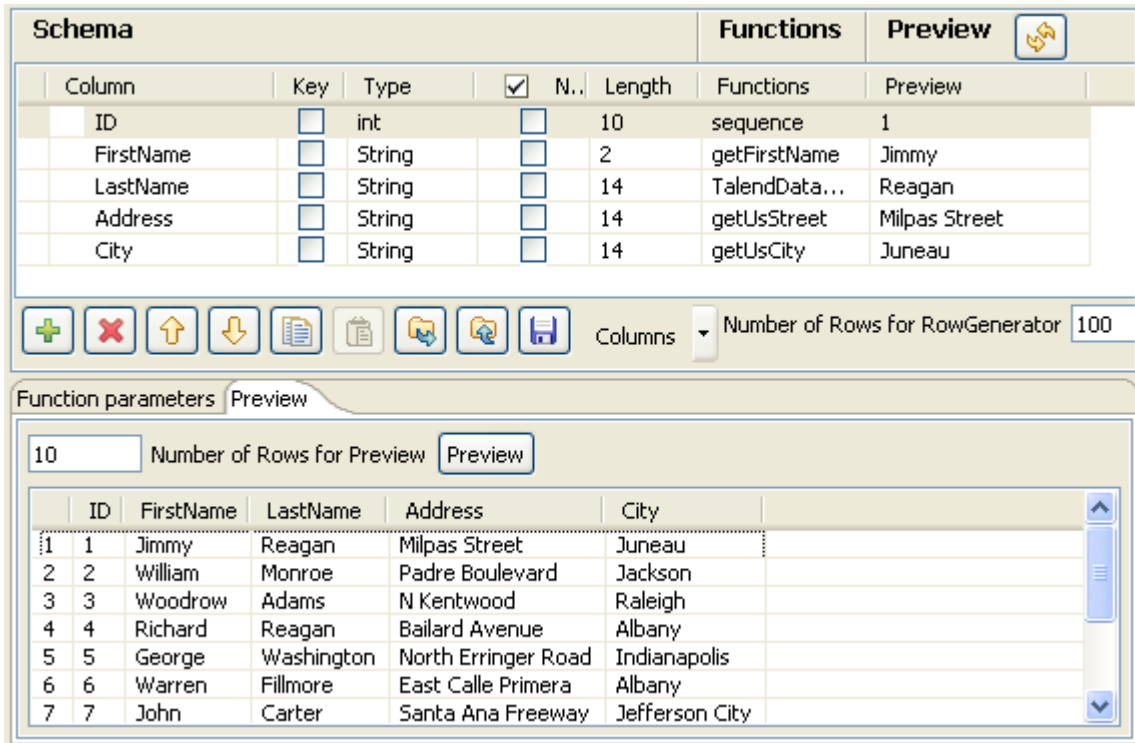 Schema Functions Preview
Column Key Type N.. Length Functions Preview
ID int 10 sequence 1
FirstName String 2 getFirstName Jimmy
LastName String 14 TalendData... Reagan
Address String 14 getUsStreet Milpas Street
City String 14 getUsCity Juneau
Columns Number of Rows for RowGenerator 100
Function parameters Preview
10 Number of Rows for Preview Preview
ID FirstName LastName Address City
1 1 Jimmy Reagan Milpas Street Juneau
2 2 William Monroe Padre Boulevard Jackson
3 3 Woodrow Adams N Kentwood Raleigh
4 4 Richard Reagan Bailard Avenue Albany
5 5 George Washington North Erringer Road Indianapolis
6 6 Warren Fillmore East Calle Primera Albany
7 7 John Carter Santa Ana Freeway Jefferson City